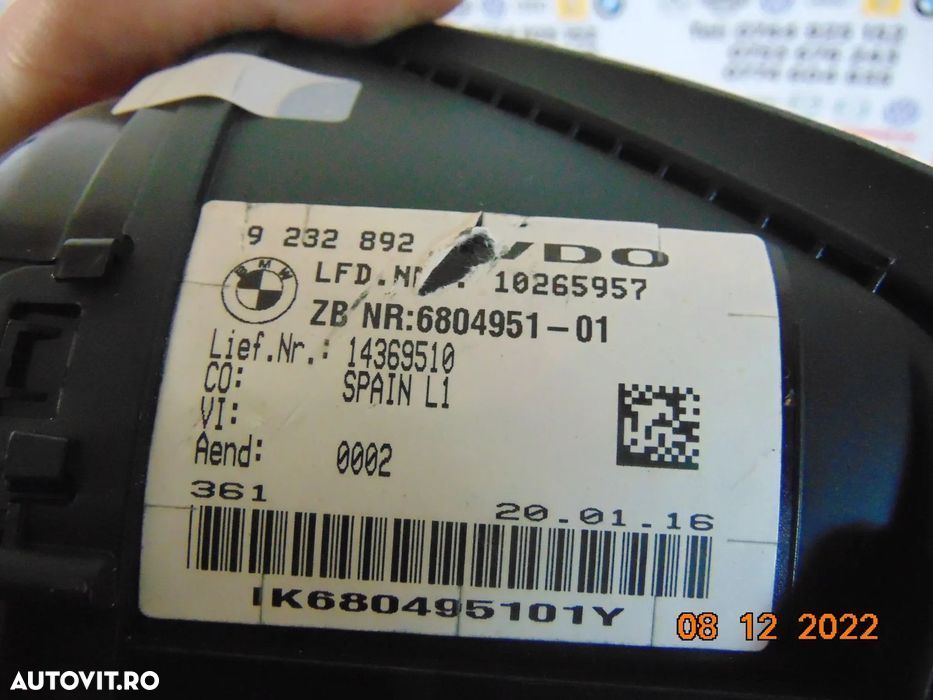 9 232 892 VDO
BMW
LFD.N : 10265957
ZB NR:6804951-01
Lief.Nr.: 14369510
CO: SPAIN L1
VI:
Aend: 0002
361
20.01.16
IK680495101Y
08 12 2022
AUTOVIT.RO